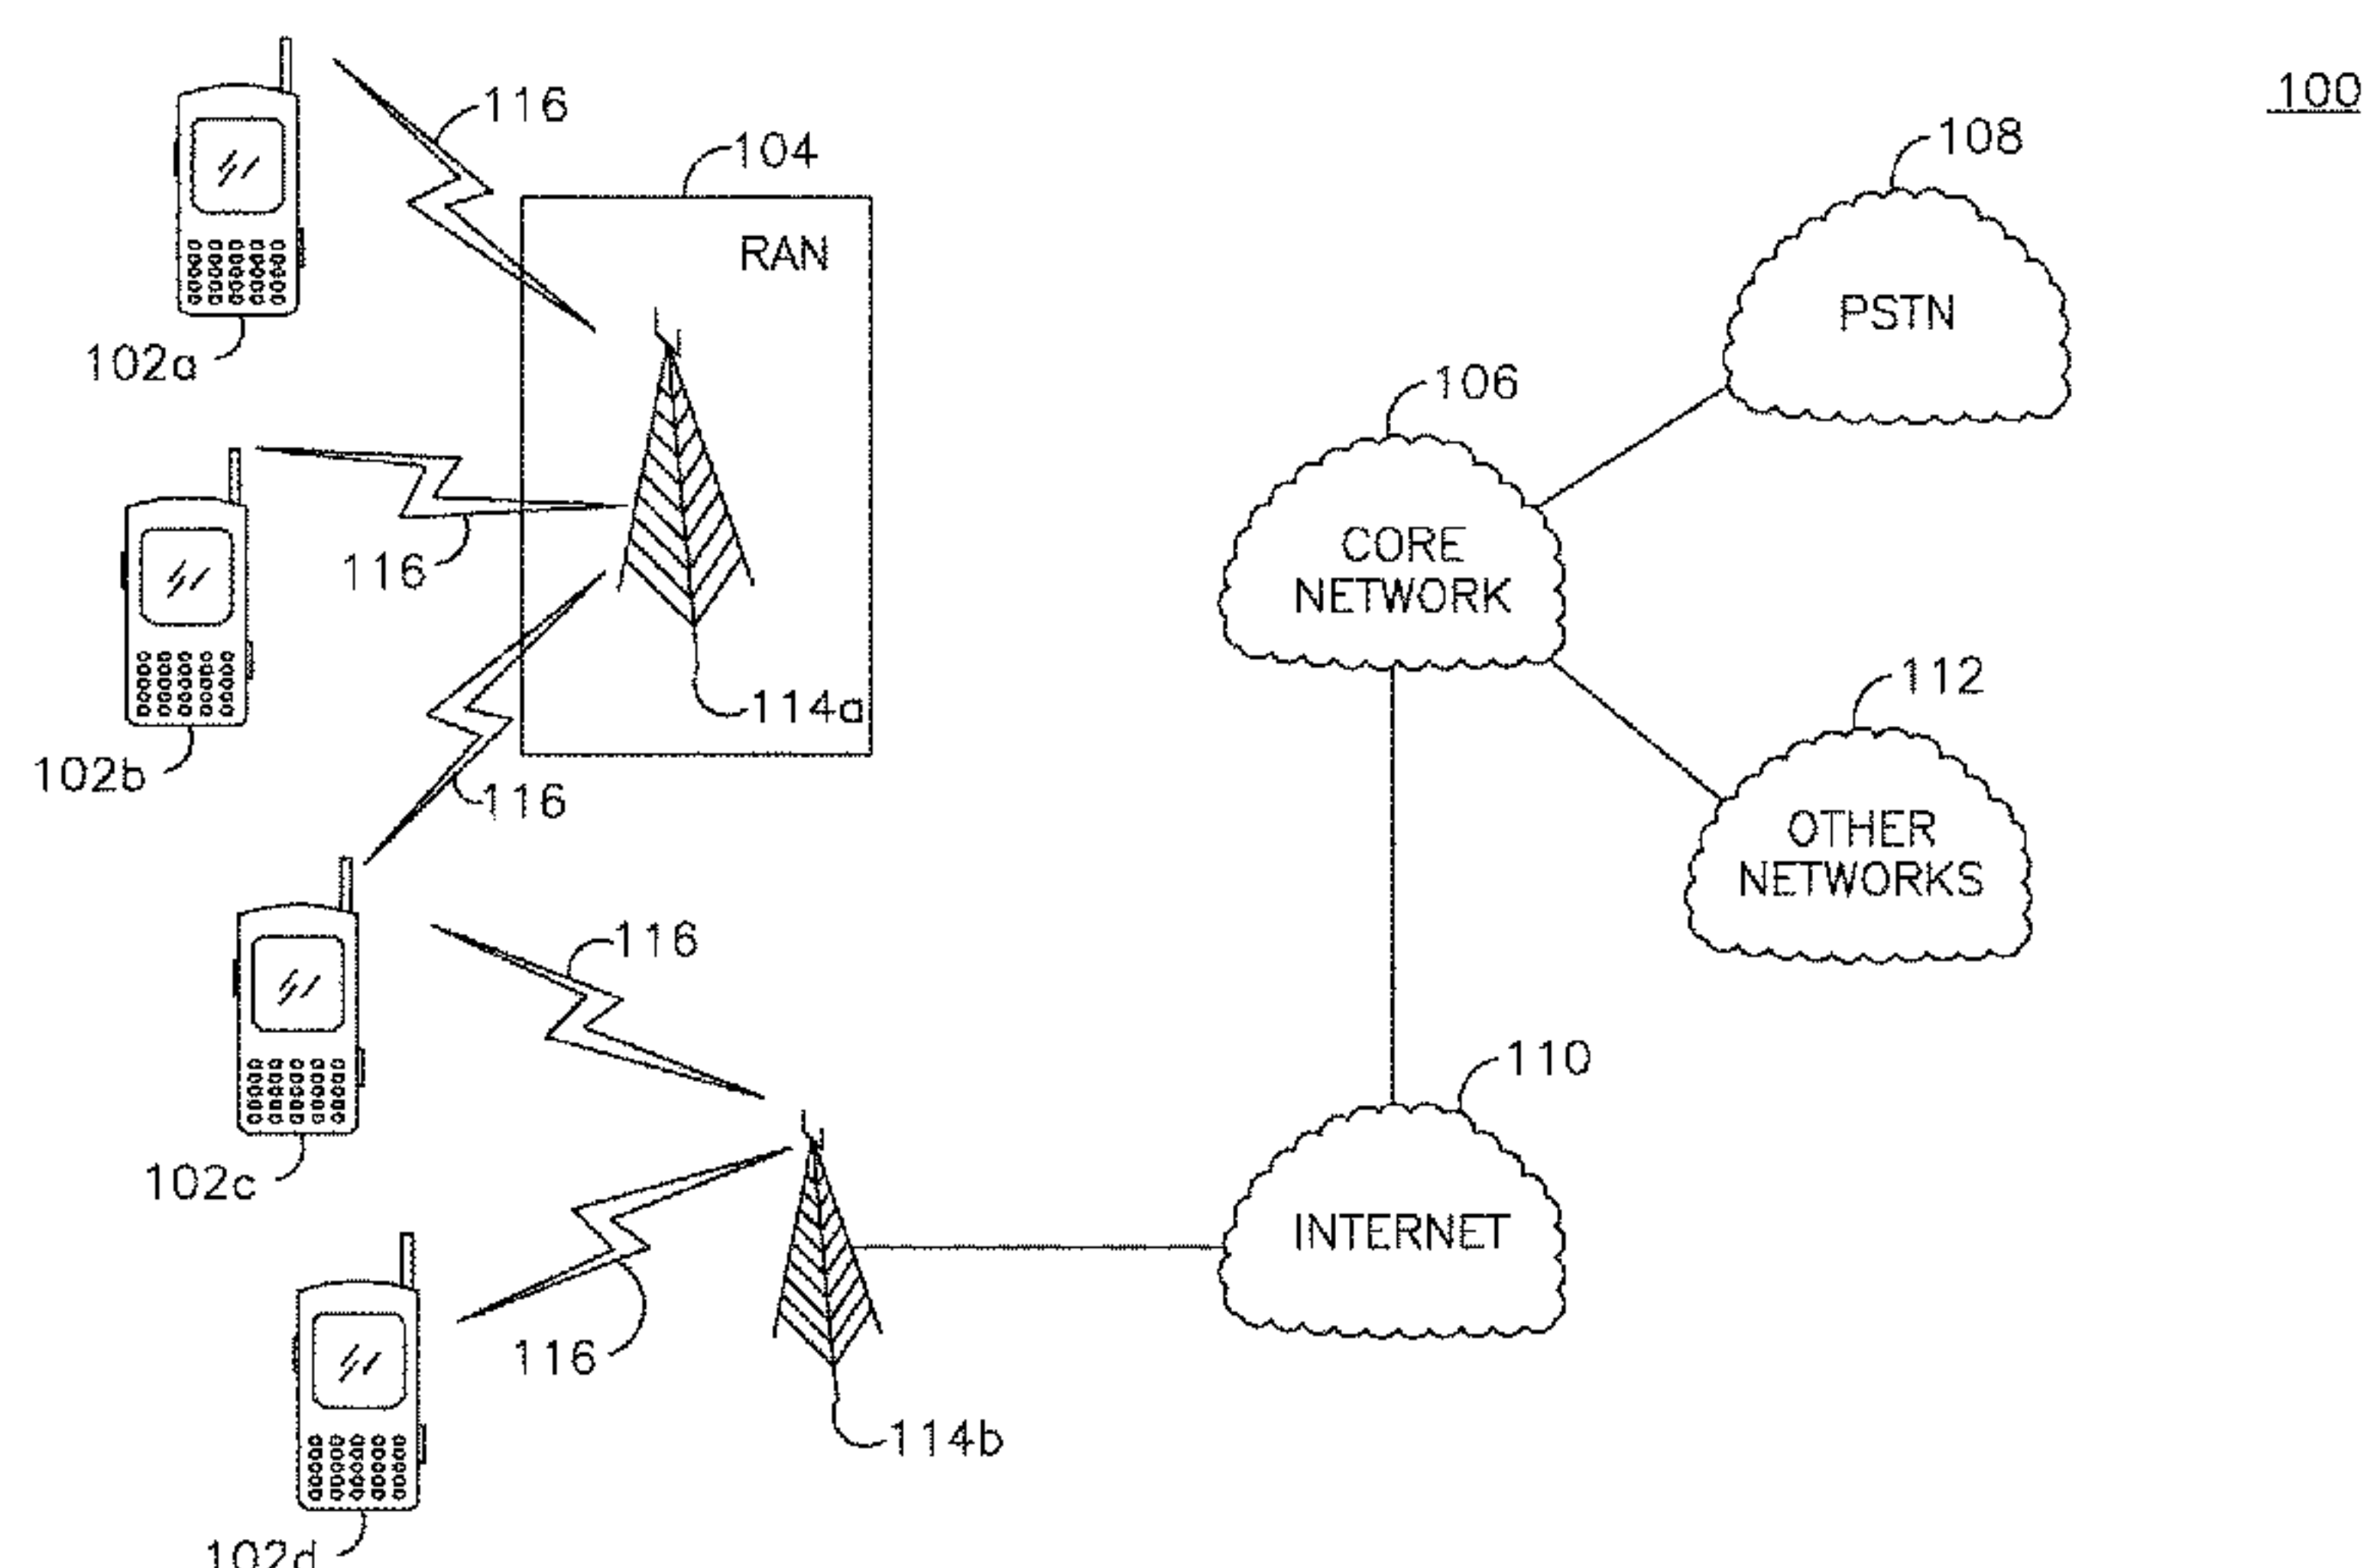 100
116
104
RAN
102a
108
PSTN
106
CORE
NETWORK
116
114a
102b
116
112
OTHER
NETWORKS
116
102c
110
INTERNET
116
114b
102d